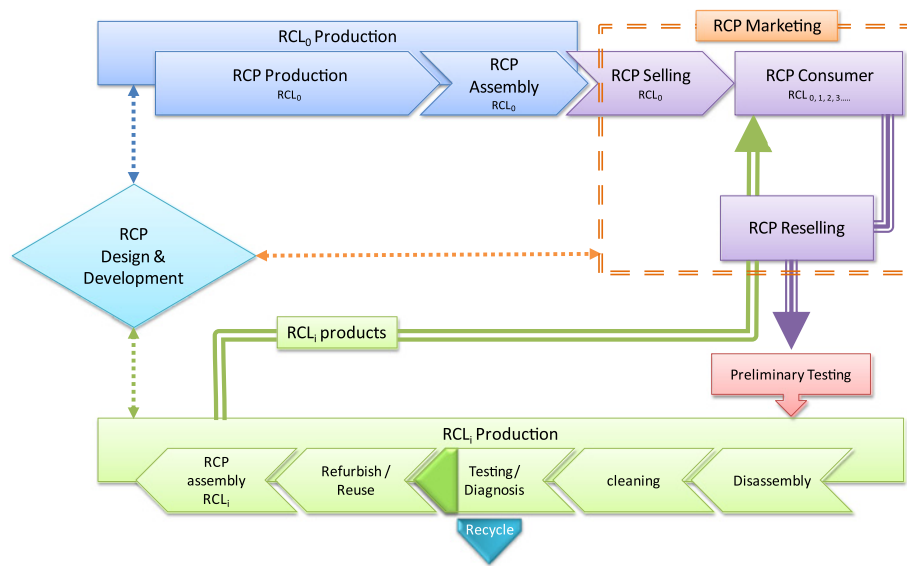 RCP Marketing
RCL₀ Production
RCP Production
RCL₀
RCP
Assembly
RCL₀
RCP Selling
RCL₀
RCP Consumer
RCL ₀, ₁, ₂, ₃.....
RCP
Design &
Development
RCP Reselling
RCLᵢ products
Preliminary Testing
RCLᵢ Production
RCP
assembly
RCLᵢ
Refurbish /
Reuse
Testing/
Diagnosis
cleaning
Disassembly
Recycle